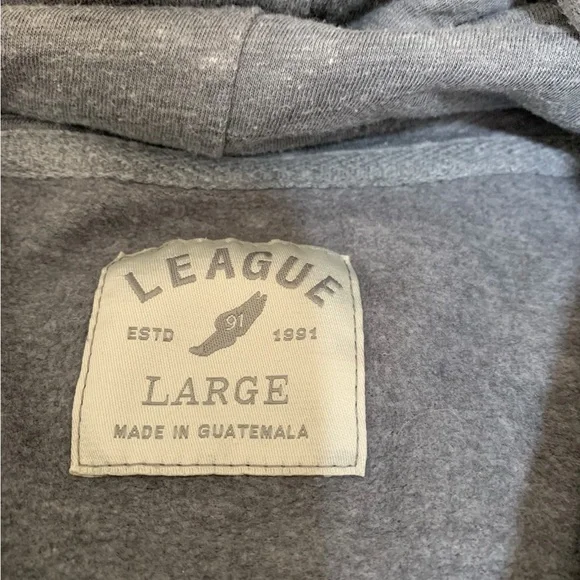 LEAGUE
ESTD 91 1991
LARGE
MADE IN GUATEMALA